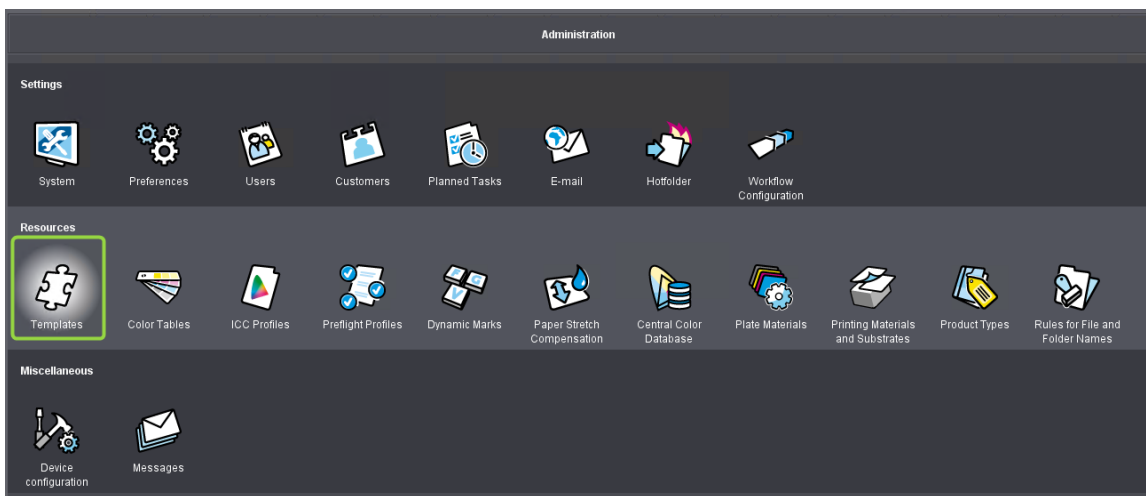 Administration
Settings
System
Preferences
Users
Customers
Planned Tasks
E-mail
Hotfolder
Workflow
Configuration
Resources
Templates
Color Tables
ICC Profiles
Preflight Profiles
Dynamic Marks
Paper Stretch
Compensation
Central Color
Database
Plate Materials
Printing Materials
and Substrates
Product Types
Rules for File and
Folder Names
Miscellaneous
Device
configuration
Messages